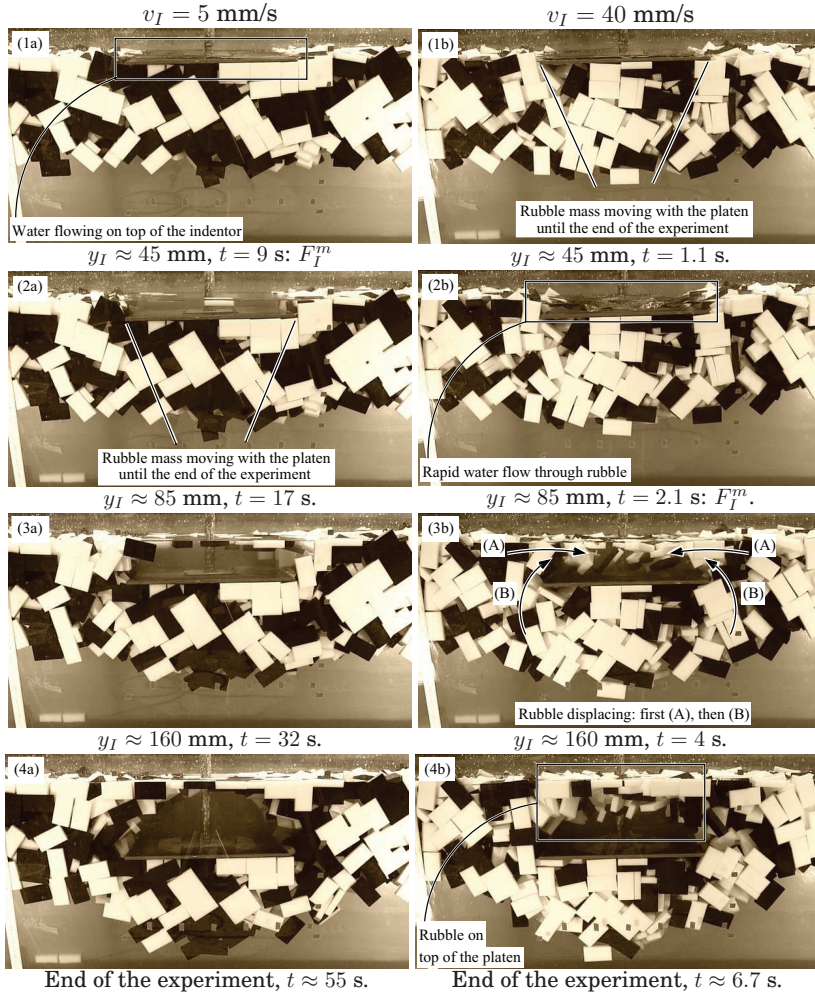 v_I = 5 mm/s
v_I = 40 mm/s
(1a)
Water flowing on top of the indentor
y_I ≈ 45 mm, t = 9 s: F_I^m
(1b)
Rubble mass moving with the platen
until the end of the experiment
y_I ≈ 45 mm, t = 1.1 s.
(2a)
Rubble mass moving with the platen
until the end of the experiment
y_I ≈ 85 mm, t = 17 s.
(2b)
Rapid water flow through rubble
y_I ≈ 85 mm, t = 2.1 s: F_I^m.
(3a)
y_I ≈ 160 mm, t = 32 s.
(3b)
(A)
(A)
(B)
(B)
Rubble displacing: first (A), then (B)
y_I ≈ 160 mm, t = 4 s.
(4a)
End of the experiment, t ≈ 55 s.
(4b)
Rubble on
top of the platen
End of the experiment, t ≈ 6.7 s.